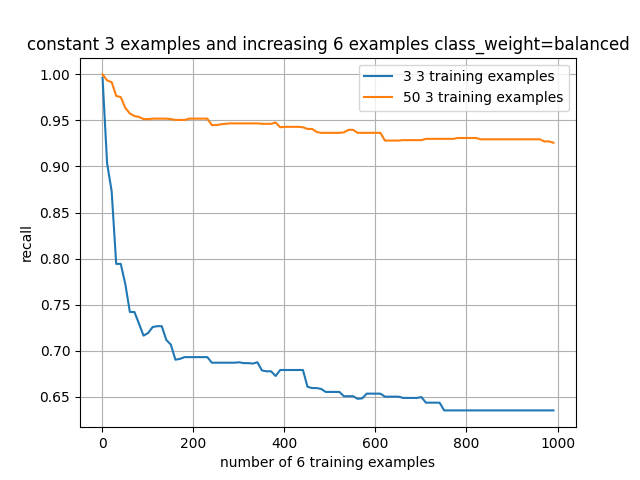 constant 3 examples and increasing 6 examples class_weight=balanced
3 3 training examples
50 3 training examples
1.00
0.95
0.90
0.85
0.80
0.75
0.70
0.65
recall
0 200 400 600 800 1000
number of 6 training examples